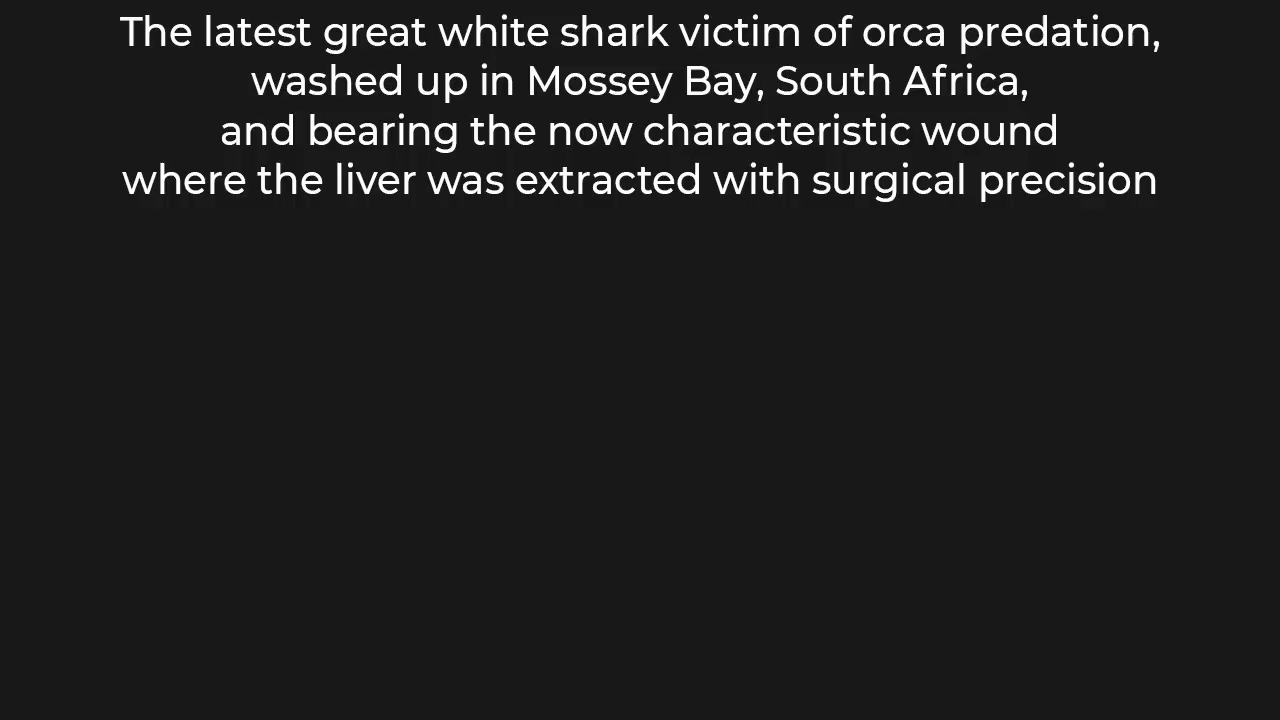 The latest great white shark victim of orca predation,
washed up in Mossey Bay, South Africa,
and bearing the now characteristic wound
where the liver was extracted with surgical precision